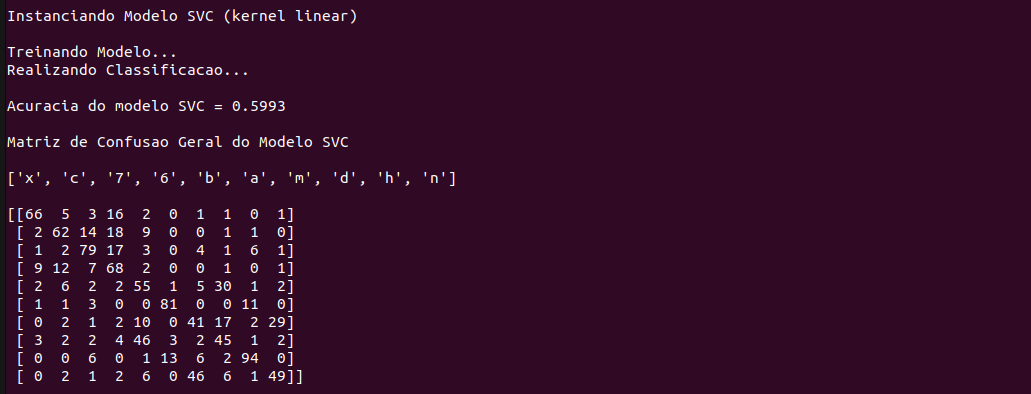 Instanciando Modelo SVC (kernel linear)
Treinando Modelo...
Realizando Classificacao...
Acuracia do modelo SVC = 0.5993
Matriz de Confusao Geral do Modelo SVC
['x', 'c', '7', '6', 'b', 'a', 'm', 'd', 'h', 'n']
[[66  5  3 16  2  0  1  1  0  1]
 [ 2 62 14 18  9  0  0  1  1  0]
 [ 1  2 79 17  3  0  4  1  6  1]
 [ 9 12  7 68  2  0  0  1  0  1]
 [ 2  6  2  2 55  1  5 30  1  2]
 [ 1  1  3  0  0 81  0  0 11  0]
 [ 0  2  1  2 10  0 41 17  2 29]
 [ 3  2  2  4 46  3  2 45  1  2]
 [ 0  0  6  0  1 13  6  2 94  0]
 [ 0  2  1  2  6  0 46  6  1 49]]